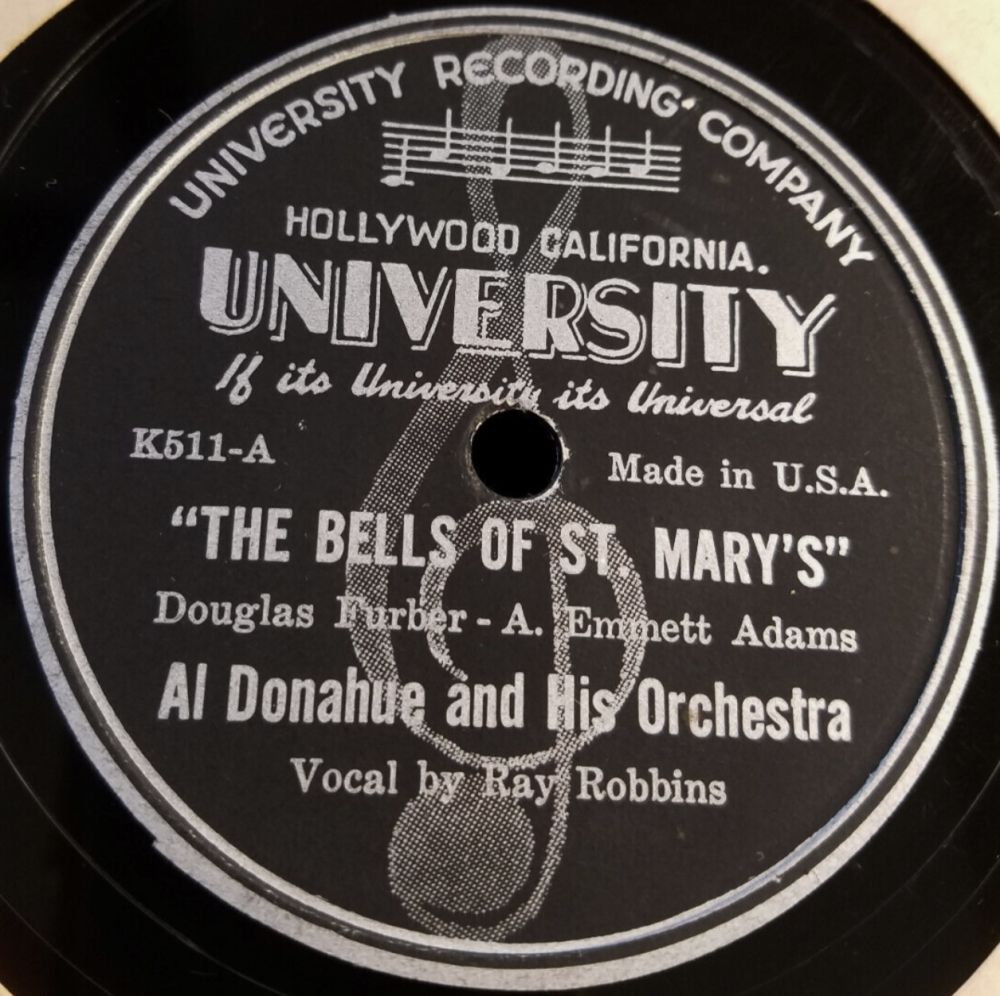 UNIVERSITY RECORDING COMPANY
HOLLYWOOD CALIFORNIA.
UNIVERSITY
If its University its Universal
K511-A
Made in U.S.A.
“THE BELLS OF ST. MARY’S”
Douglas Furber - A. Emmett Adams
Al Donahue and His Orchestra
Vocal by Ray Robbins